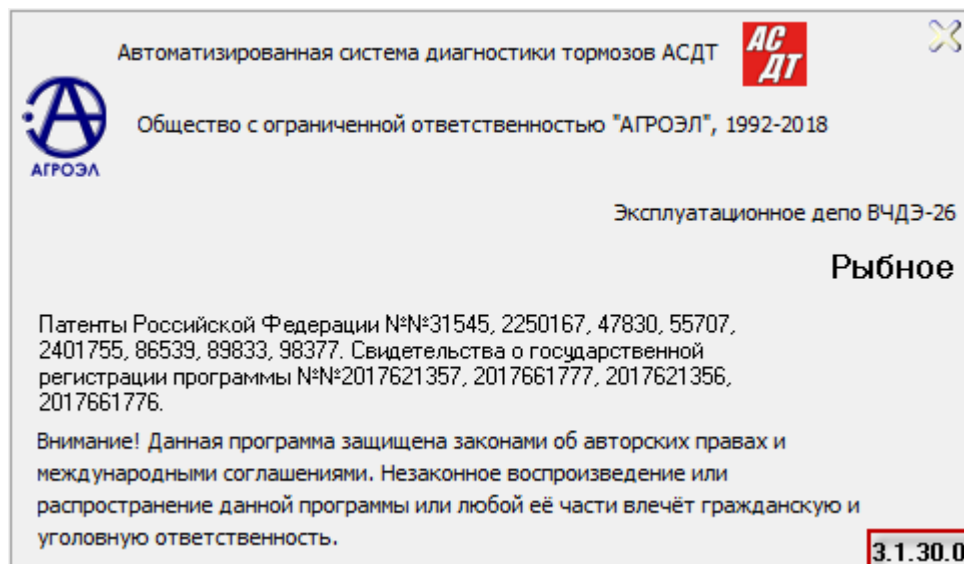 Автоматизированная система диагностики тормозов АСДТ
АС
ДТ
АГРОЭЛ
Общество с ограниченной ответственностью "АГРОЭЛ", 1992-2018
Эксплуатационное депо ВЧДЭ-26
Рыбное
Патенты Российской Федерации №№31545, 2250167, 47830, 55707,
2401755, 86539, 89833, 98377. Свидетельства о государственной
регистрации программы №№2017621357, 2017661777, 2017621356,
2017661776.
Внимание! Данная программа защищена законами об авторских правах и
международными соглашениями. Незаконное воспроизведение или
распространение данной программы или любой её части влечёт гражданскую и
уголовную ответственность.
3.1.30.0